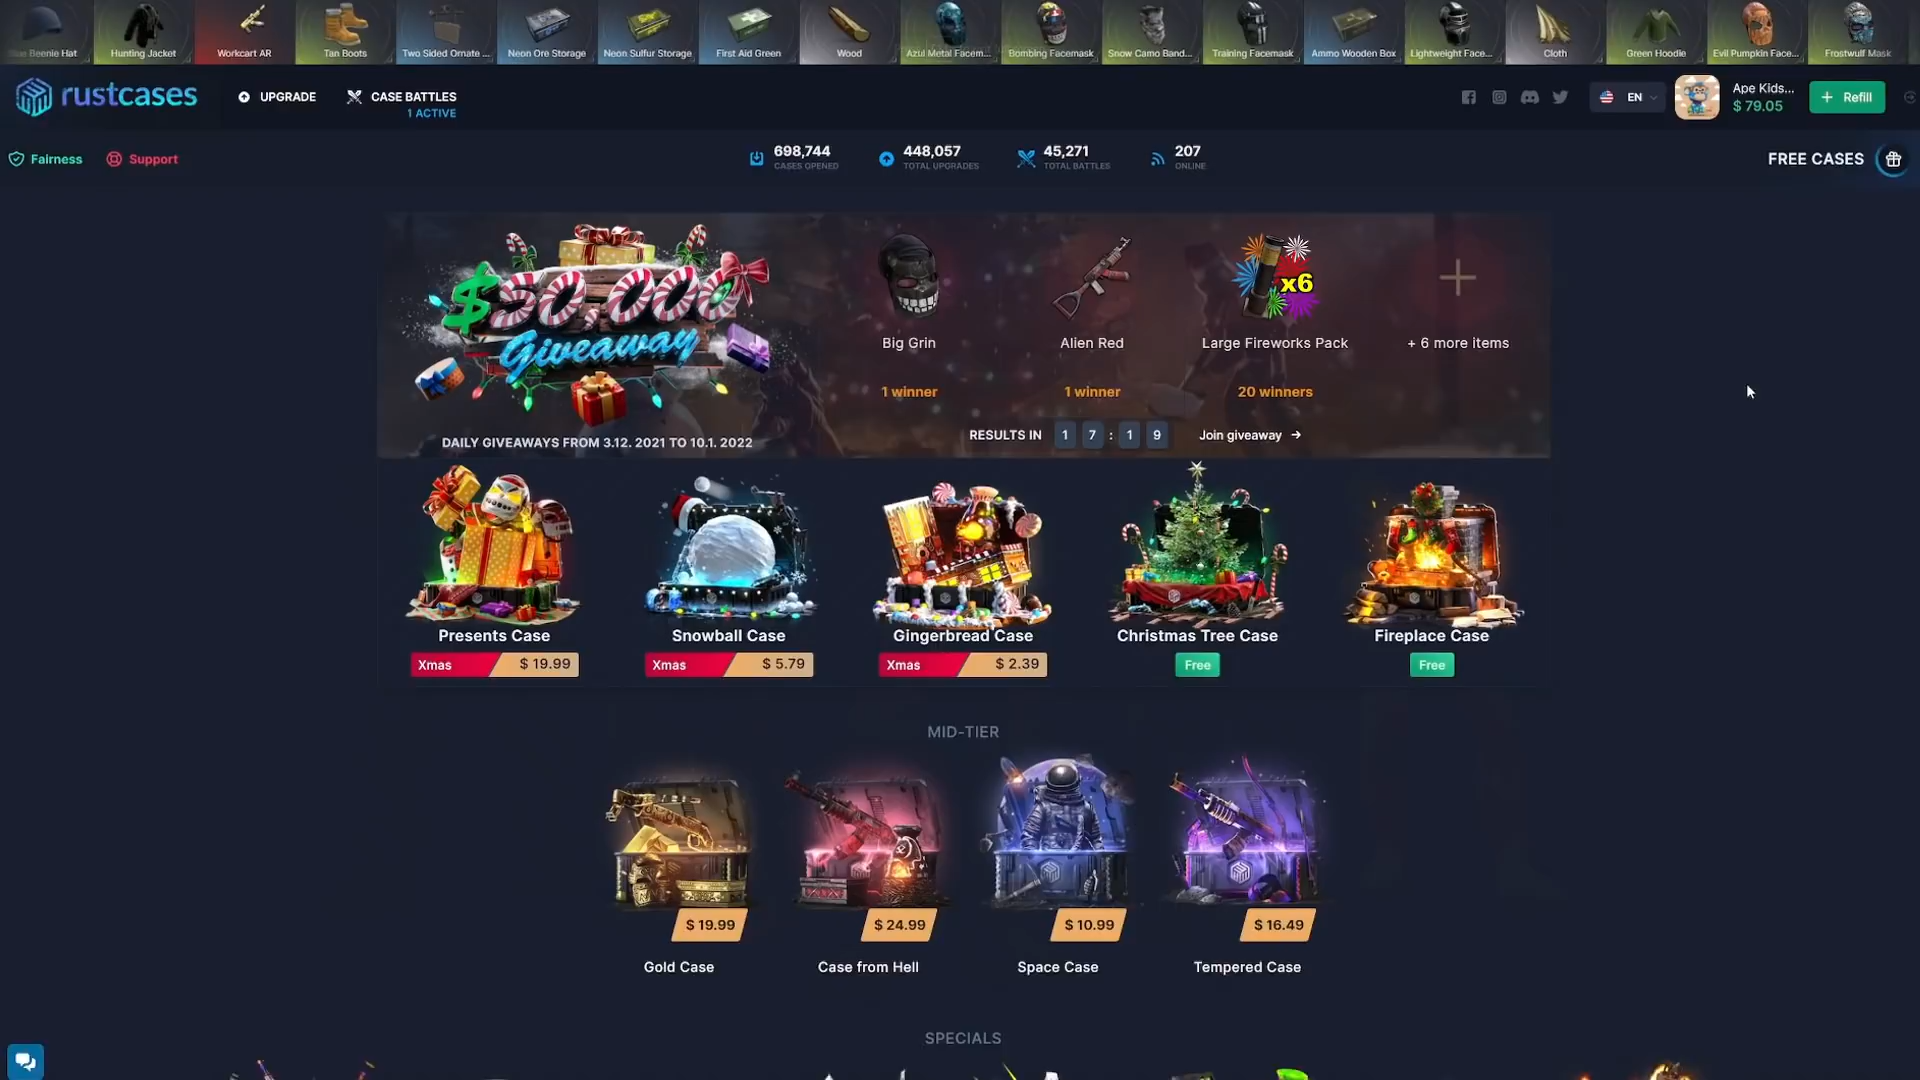 Blue Beenie Hat
Hunting Jacket
Workcart AR
Tan Boots
Two Sided Ornate ...
Neon Ore Storage
Neon Sulfur Storage
First Aid Green
Wood
Azul Metal Facem...
Bombing Facemask
Snow Camo Band...
Training Facemask
Ammo Wooden Box
Lightweight Face...
Cloth
Green Hoodie
Evil Pumpkin Face...
Frostwulf Mask
rustcases
UPGRADE
CASE BATTLES
1 ACTIVE
EN
Ape Kids...
$ 79.05
+ Refill
Fairness
Support
698,744
CASES OPENED
448,057
TOTAL UPGRADES
45,271
TOTAL BATTLES
207
ONLINE
FREE CASES
$50,000
Giveaway
DAILY GIVEAWAYS FROM 3.12. 2021 TO 10.1. 2022
Big Grin
1 winner
Alien Red
1 winner
x6
Large Fireworks Pack
20 winners
+ 6 more items
RESULTS IN 1 7 : 1 9
Join giveaway →
Presents Case
Xmas $ 19.99
Snowball Case
Xmas $ 5.79
Gingerbread Case
Xmas $ 2.39
Christmas Tree Case
Free
Fireplace Case
Free
MID-TIER
$ 19.99
Gold Case
$ 24.99
Case from Hell
$ 10.99
Space Case
$ 16.49
Tempered Case
SPECIALS